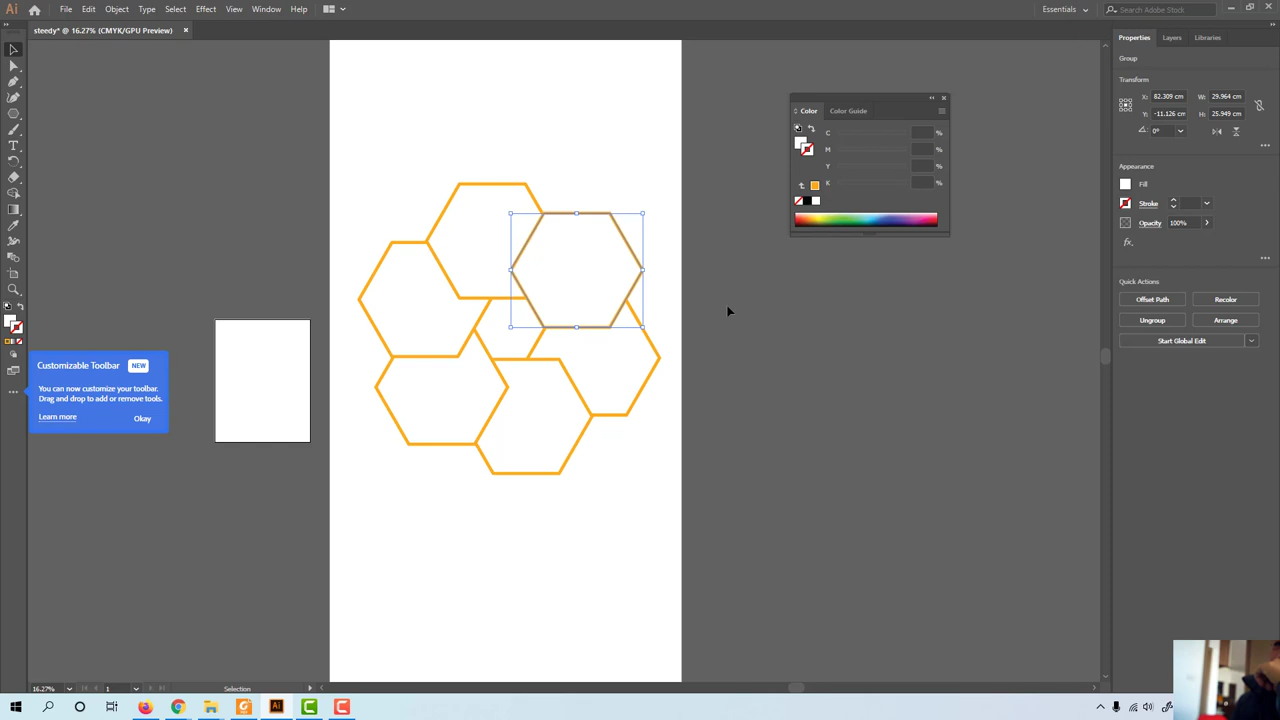 Ai File Edit Object Type Select Effect View Window Help Essentials Search Adobe Stock
steedy* @ 16.27% (CMYK/GPU Preview)
Properties Layers Libraries
Group
Transform
X: 82.309 cm W: 29.964 cm
Y: -11.126 cm H: 25.949 cm
0°
Appearance
Fill
Stroke
Opacity 100%
fx
Quick Actions
Offset Path Recolor
Ungroup Arrange
Start Global Edit
Color Color Guide
C %
M %
Y %
K %
Customizable Toolbar NEW
You can now customize your toolbar.
Drag and drop to add or remove tools.
Learn more Okay
16.27% 1 Selection
Ai